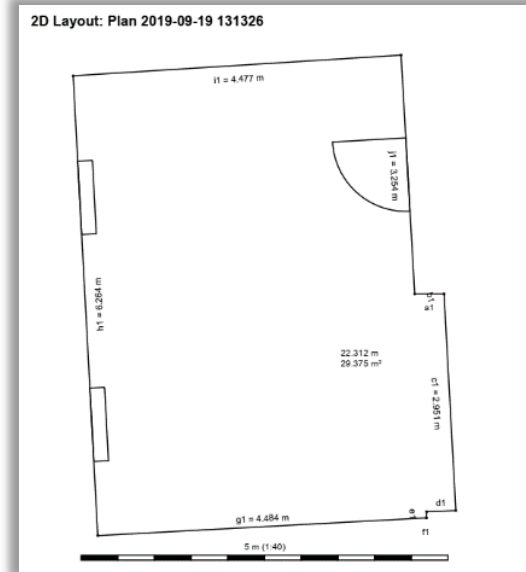 2D Layout: Plan 2019-09-19 131326
i1 = 4.477 m
j1 = 3.254 m
h1 = 6.264 m
b1
a1
22.312 m
29.375 m²
c1 = 2.951 m
d1
e1
g1 = 4.484 m
f1
5 m (1:40)